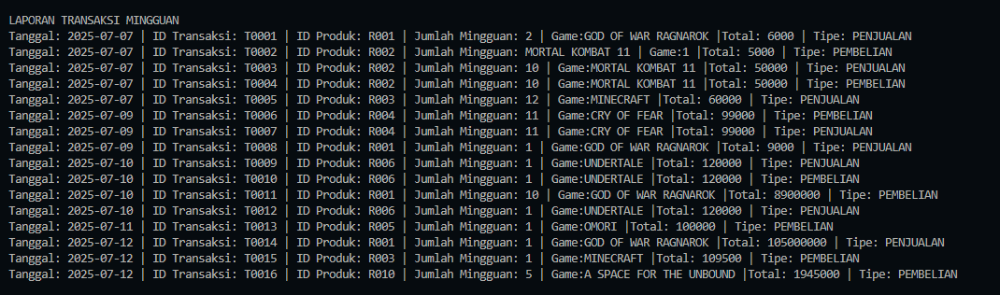 LAPORAN TRANSAKSI MINGGUAN
Tanggal: 2025-07-07 | ID Transaksi: T0001 | ID Produk: R001 | Jumlah Mingguan: 2 | Game:GOD OF WAR RAGNAROK |Total: 6000 | Tipe: PENJUALAN
Tanggal: 2025-07-07 | ID Transaksi: T0002 | ID Produk: R002 | Jumlah Mingguan: MORTAL KOMBAT 11 | Game:1 |Total: 5000 | Tipe: PEMBELIAN
Tanggal: 2025-07-07 | ID Transaksi: T0003 | ID Produk: R002 | Jumlah Mingguan: 10 | Game:MORTAL KOMBAT 11 |Total: 50000 | Tipe: PENJUALAN
Tanggal: 2025-07-07 | ID Transaksi: T0004 | ID Produk: R002 | Jumlah Mingguan: 10 | Game:MORTAL KOMBAT 11 |Total: 50000 | Tipe: PEMBELIAN
Tanggal: 2025-07-07 | ID Transaksi: T0005 | ID Produk: R003 | Jumlah Mingguan: 12 | Game:MINECRAFT |Total: 60000 | Tipe: PENJUALAN
Tanggal: 2025-07-09 | ID Transaksi: T0006 | ID Produk: R004 | Jumlah Mingguan: 11 | Game:CRY OF FEAR |Total: 99000 | Tipe: PEMBELIAN
Tanggal: 2025-07-09 | ID Transaksi: T0007 | ID Produk: R004 | Jumlah Mingguan: 11 | Game:CRY OF FEAR |Total: 99000 | Tipe: PENJUALAN
Tanggal: 2025-07-09 | ID Transaksi: T0008 | ID Produk: R001 | Jumlah Mingguan: 1 | Game:GOD OF WAR RAGNAROK |Total: 9000 | Tipe: PENJUALAN
Tanggal: 2025-07-10 | ID Transaksi: T0009 | ID Produk: R006 | Jumlah Mingguan: 1 | Game:UNDERTALE |Total: 120000 | Tipe: PENJUALAN
Tanggal: 2025-07-10 | ID Transaksi: T0010 | ID Produk: R006 | Jumlah Mingguan: 1 | Game:UNDERTALE |Total: 120000 | Tipe: PEMBELIAN
Tanggal: 2025-07-10 | ID Transaksi: T0011 | ID Produk: R001 | Jumlah Mingguan: 10 | Game:GOD OF WAR RAGNAROK |Total: 8900000 | Tipe: PEMBELIAN
Tanggal: 2025-07-10 | ID Transaksi: T0012 | ID Produk: R006 | Jumlah Mingguan: 1 | Game:UNDERTALE |Total: 120000 | Tipe: PEMBELIAN
Tanggal: 2025-07-11 | ID Transaksi: T0013 | ID Produk: R005 | Jumlah Mingguan: 1 | Game:OMORI |Total: 100000 | Tipe: PEMBELIAN
Tanggal: 2025-07-12 | ID Transaksi: T0014 | ID Produk: R001 | Jumlah Mingguan: 1 | Game:GOD OF WAR RAGNAROK |Total: 105000000 | Tipe: PENJUALAN
Tanggal: 2025-07-12 | ID Transaksi: T0015 | ID Produk: R003 | Jumlah Mingguan: 1 | Game:MINECRAFT |Total: 109500 | Tipe: PEMBELIAN
Tanggal: 2025-07-12 | ID Transaksi: T0016 | ID Produk: R010 | Jumlah Mingguan: 5 | Game:A SPACE FOR THE UNBOUND |Total: 1945000 | Tipe: PEMBELIAN